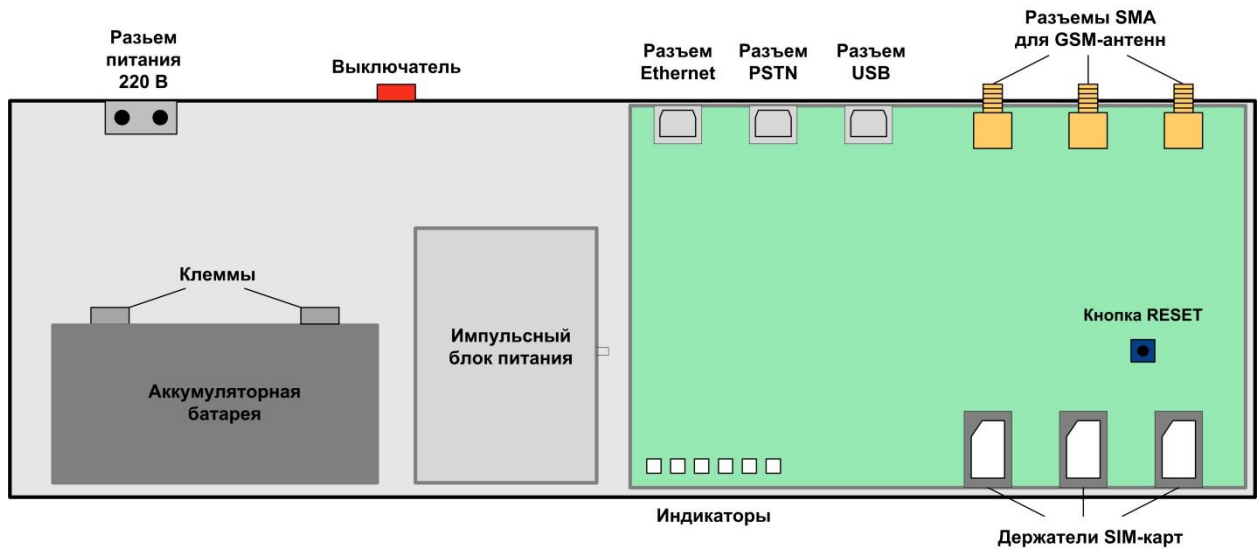 Разьем
питания
220 В
Выключатель
Разъем
Ethernet
Разъем
PSTN
Разъем
USB
Разъемы SMA
для GSM-антенн
Клеммы
Аккумуляторная
батарея
Импульсный
блок питания
Кнопка RESET
Индикаторы
Держатели SIM-карт